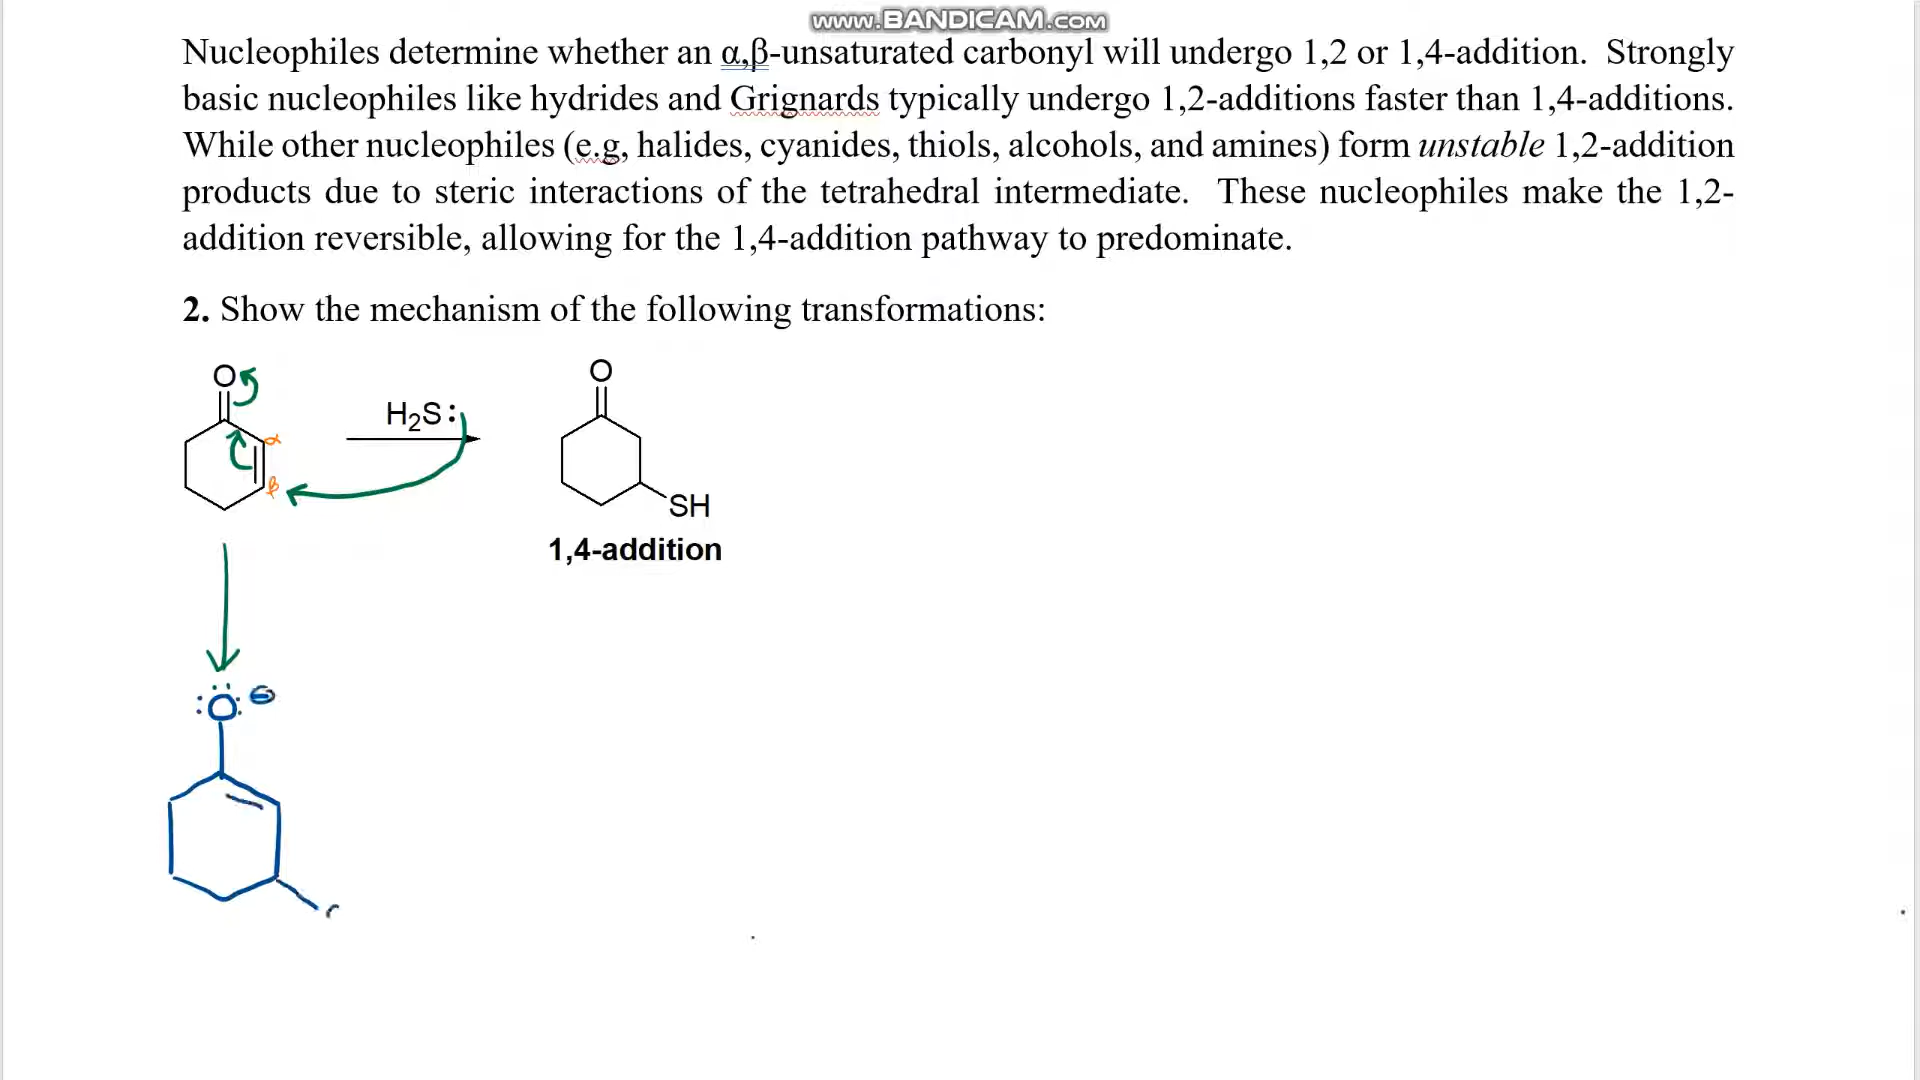 www.BANDICAM.com
Nucleophiles determine whether an α,β-unsaturated carbonyl will undergo 1,2 or 1,4-addition. Strongly
basic nucleophiles like hydrides and Grignards typically undergo 1,2-additions faster than 1,4-additions.
While other nucleophiles (e.g, halides, cyanides, thiols, alcohols, and amines) form unstable 1,2-addition
products due to steric interactions of the tetrahedral intermediate. These nucleophiles make the 1,2-
addition reversible, allowing for the 1,4-addition pathway to predominate.
2. Show the mechanism of the following transformations:
O
O
H₂S:
α
β
SH
1,4-addition
:O: ⊖